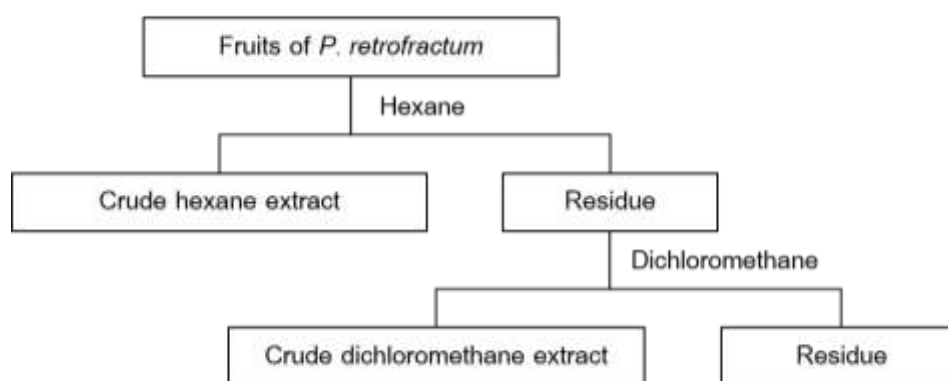 Fruits of P. retrofractum
Hexane
Crude hexane extract
Residue
Dichloromethane
Crude dichloromethane extract
Residue